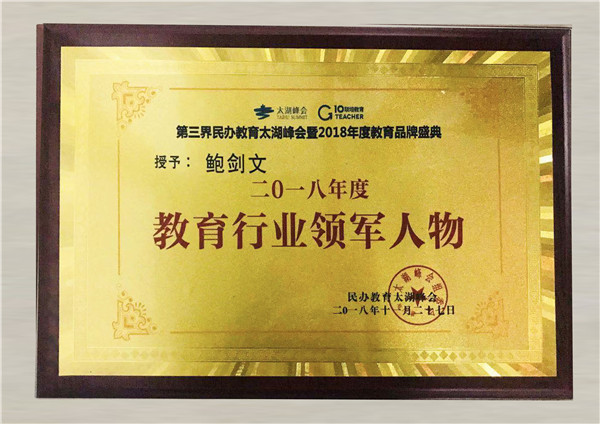 太湖峰会
TAIHU SUMMIT
G10联培教育
TEACHER
第三界民办教育太湖峰会暨2018年度教育品牌盛典
授予：鲍剑文
二〇一八年度
教育行业领军人物
民办教育太湖峰会
二〇一八年十一月二十七日